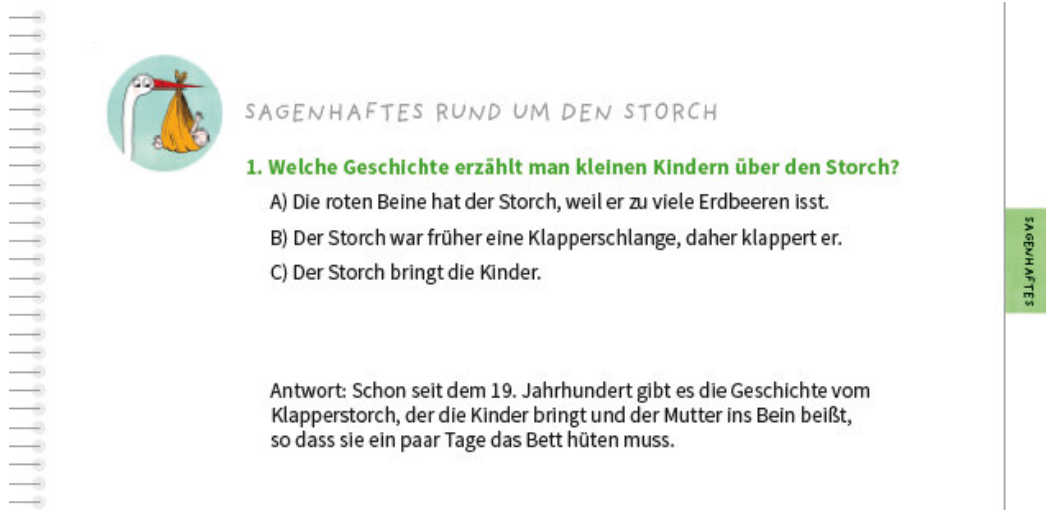 SAGENHAFTES RUND UM DEN STORCH
1. Welche Geschichte erzählt man kleinen Kindern über den Storch?
A) Die roten Beine hat der Storch, weil er zu viele Erdbeeren isst.
B) Der Storch war früher eine Klapperschlange, daher klappert er.
C) Der Storch bringt die Kinder.
Antwort: Schon seit dem 19. Jahrhundert gibt es die Geschichte vom
Klapperstorch, der die Kinder bringt und der Mutter ins Bein beißt,
so dass sie ein paar Tage das Bett hüten muss.
SAGENHAFTES